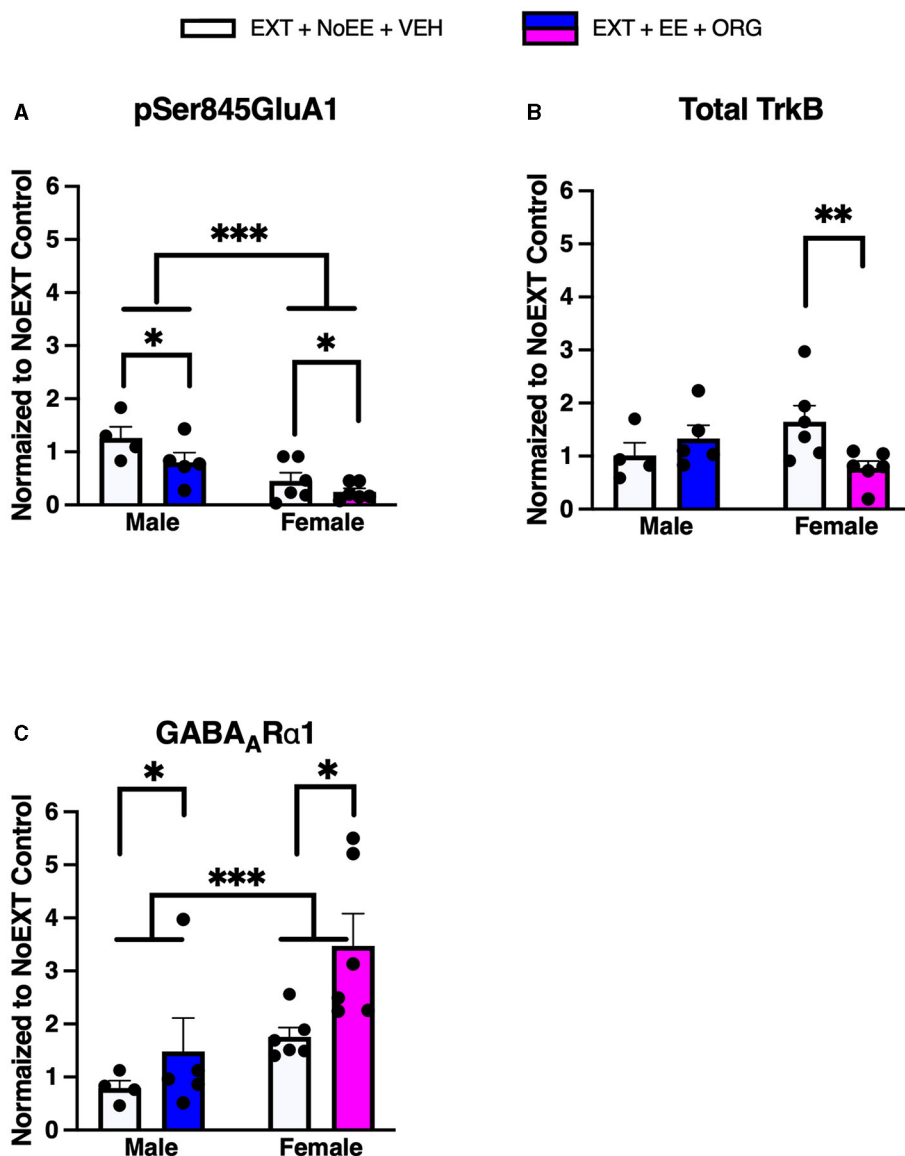 EXT + NoEE + VEH
EXT + EE + ORG
A
pSer845GluA1
Normaized to NoEXT Control
6
5
4
3
2
1
0
***
*
*
Male
Female
B
Total TrkB
Normaized to NoEXT Control
6
5
4
3
2
1
0
**
Male
Female
C
GABAARα1
Normaized to NoEXT Control
6
5
4
3
2
1
0
*
*
***
Male
Female